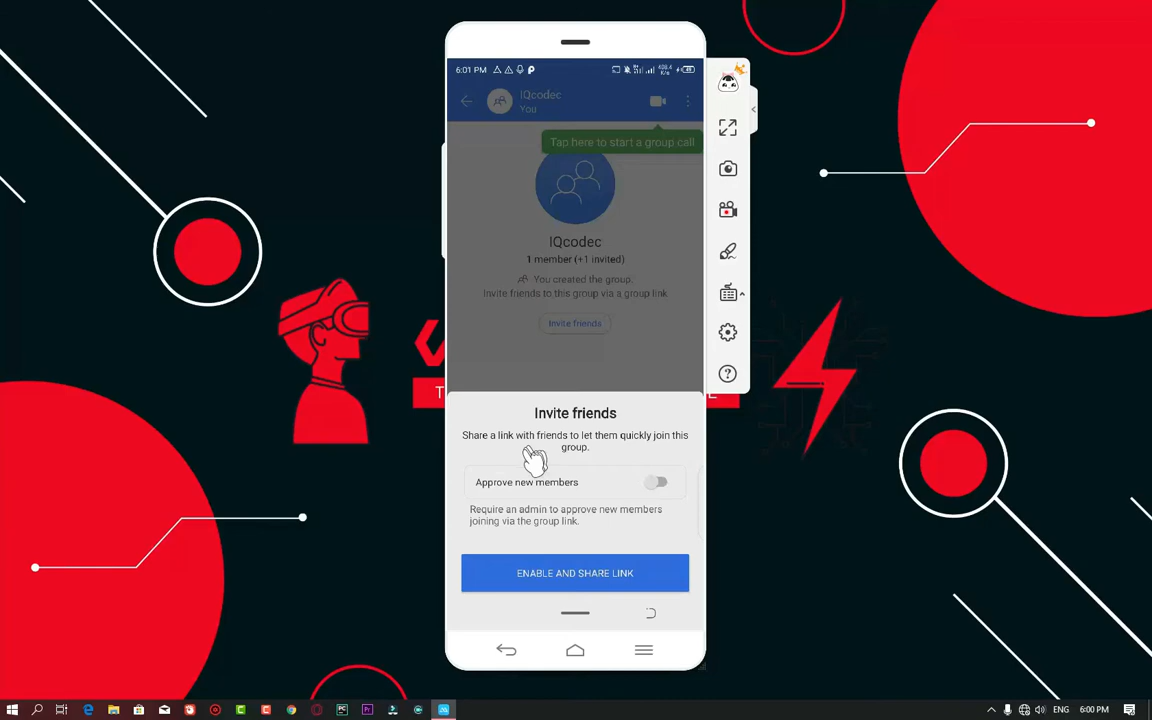 6:01 PM
IQcodec
You
Tap here to start a group call
IQcodec
1 member (+1 invited)
You created the group.
Invite friends to this group via a group link
Invite friends
Invite friends
Share a link with friends to let them quickly join this
group.
Approve new members
Require an admin to approve new members
joining via the group link.
ENABLE AND SHARE LINK
ENG
6:00 PM